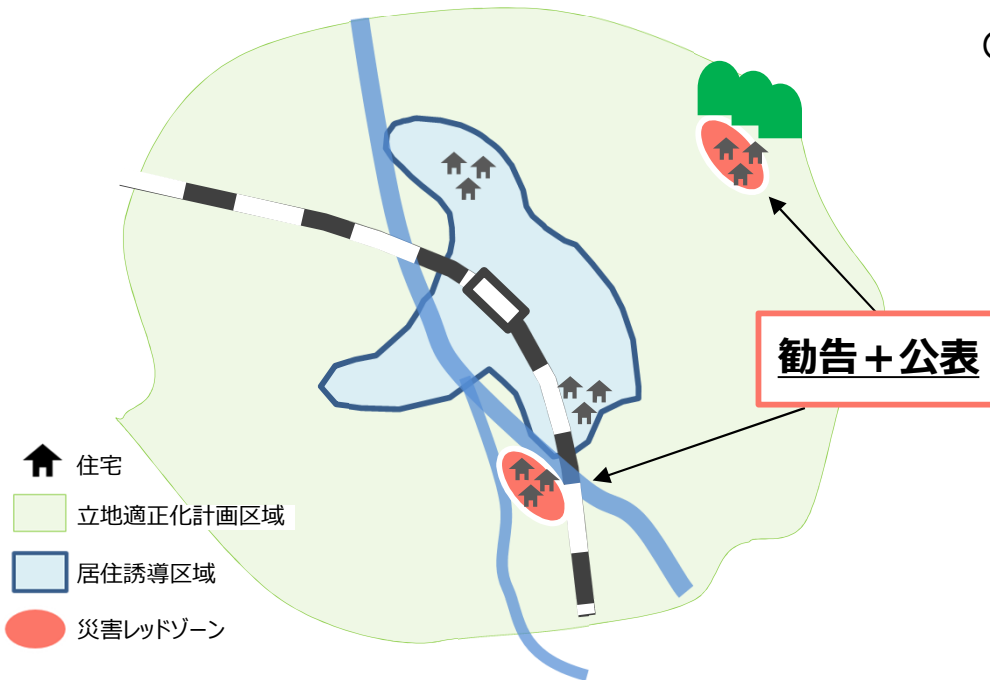 勧告＋公表
住宅
立地適正化計画区域
居住誘導区域
災害レッドゾーン